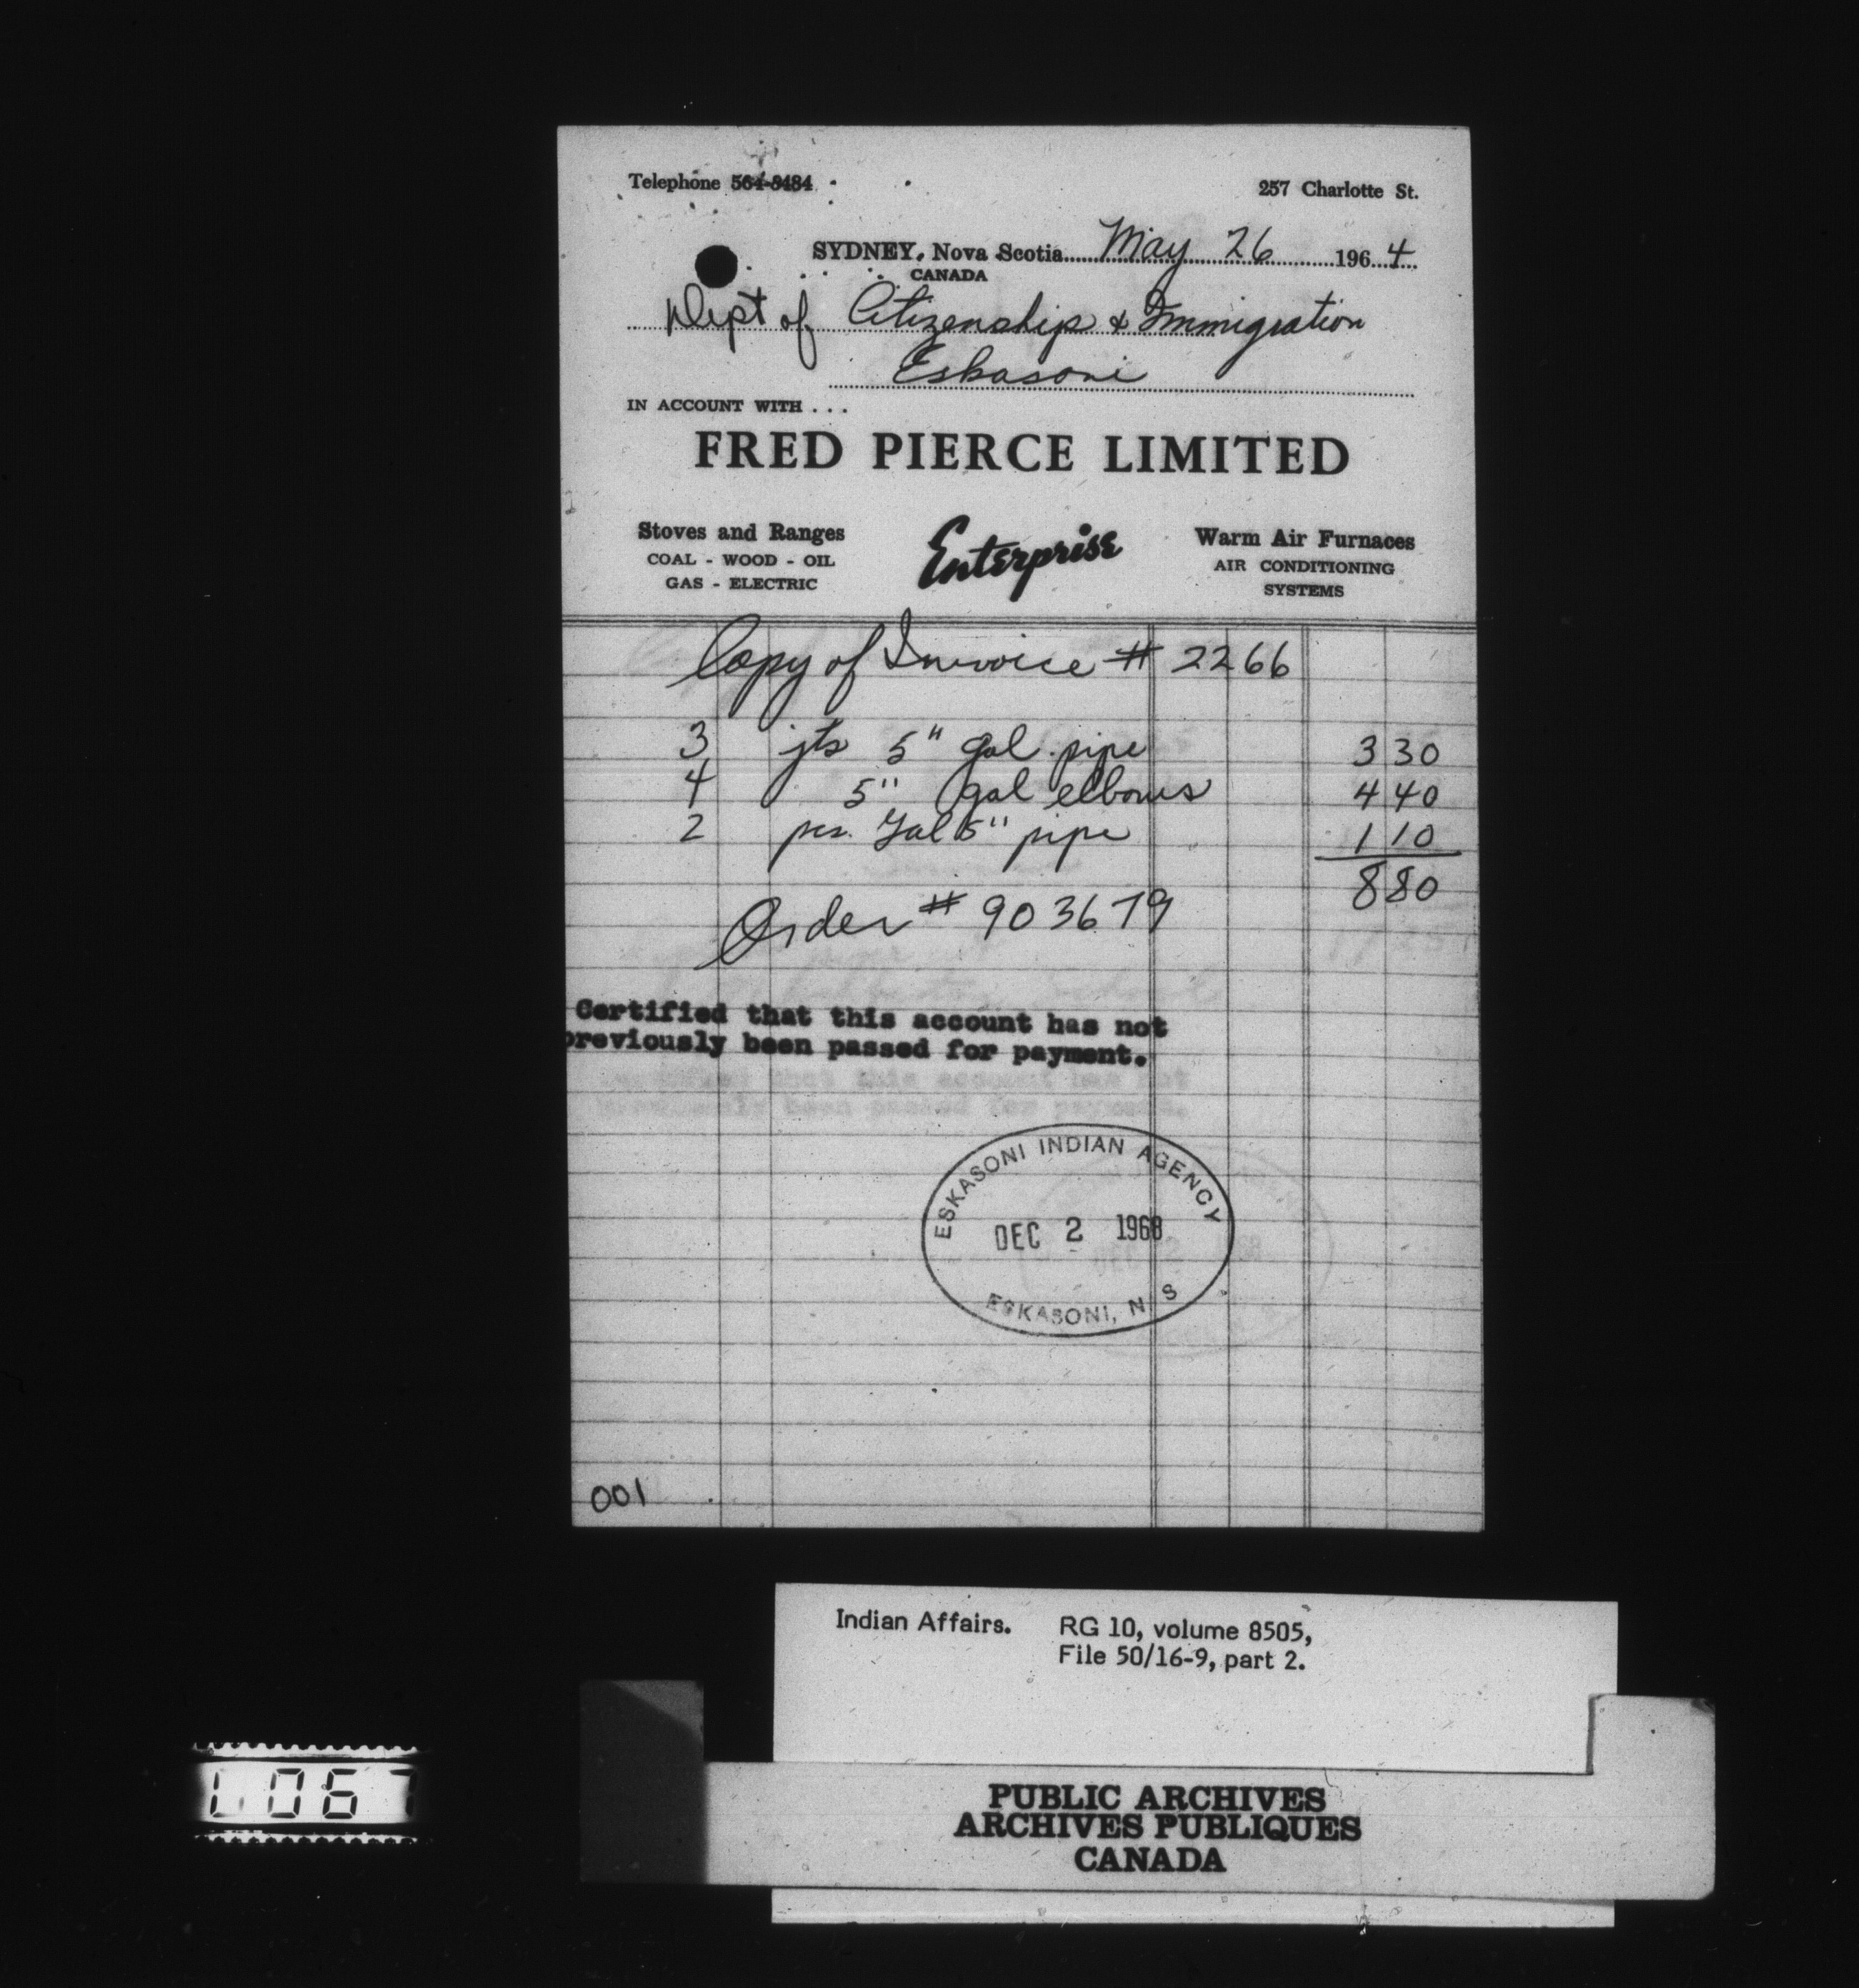 Telephone 564-8484
257 Charlotte St.
SYDNEY, Nova Scotia May 26 1964
CANADA
Dept of Citizenship & Immigration
Eskasoni
IN ACCOUNT WITH . . .
FRED PIERCE LIMITED
Stoves and Ranges
COAL - WOOD - OIL
GAS - ELECTRIC
Enterprise
Warm Air Furnaces
AIR CONDITIONING
SYSTEMS
Copy of Invoice # 2266
3 jts 5" gal. pipe 3 30
4 5" gal elbows 4 40
2 pcs. Gal 5" pipe 1 10
8 80
Order # 903679
Certified that this account has not
previously been passed for payment.
ESKASONI INDIAN AGENCY
DEC 2 1968
ESKASONI, N S
001
Indian Affairs. RG 10, volume 8505,
File 50/16-9, part 2.
L067
PUBLIC ARCHIVES
ARCHIVES PUBLIQUES
CANADA